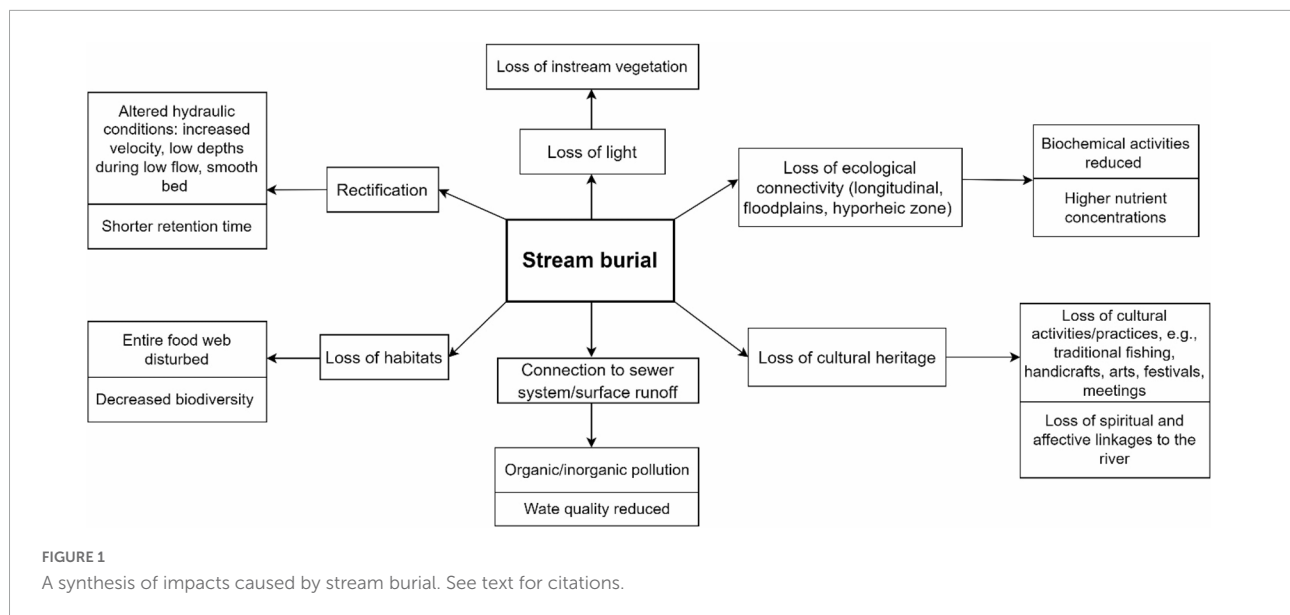 Loss of instream vegetation
Loss of light
Altered hydraulic
conditions: increased
velocity, low depths
during low flow, smooth
bed
Shorter retention time
Rectification
Loss of ecological
connectivity (longitudinal,
floodplains, hyporheic zone)
Biochemical activities
reduced
Higher nutrient
concentrations
Stream burial
Entire food web
disturbed
Decreased biodiversity
Loss of habitats
Connection to sewer
system/surface runoff
Organic/inorganic pollution
Wate quality reduced
Loss of cultural heritage
Loss of cultural
activities/practices, e.g.,
traditional fishing,
handicrafts, arts, festivals,
meetings
Loss of spiritual and
affective linkages to the
river
FIGURE 1
A synthesis of impacts caused by stream burial. See text for citations.